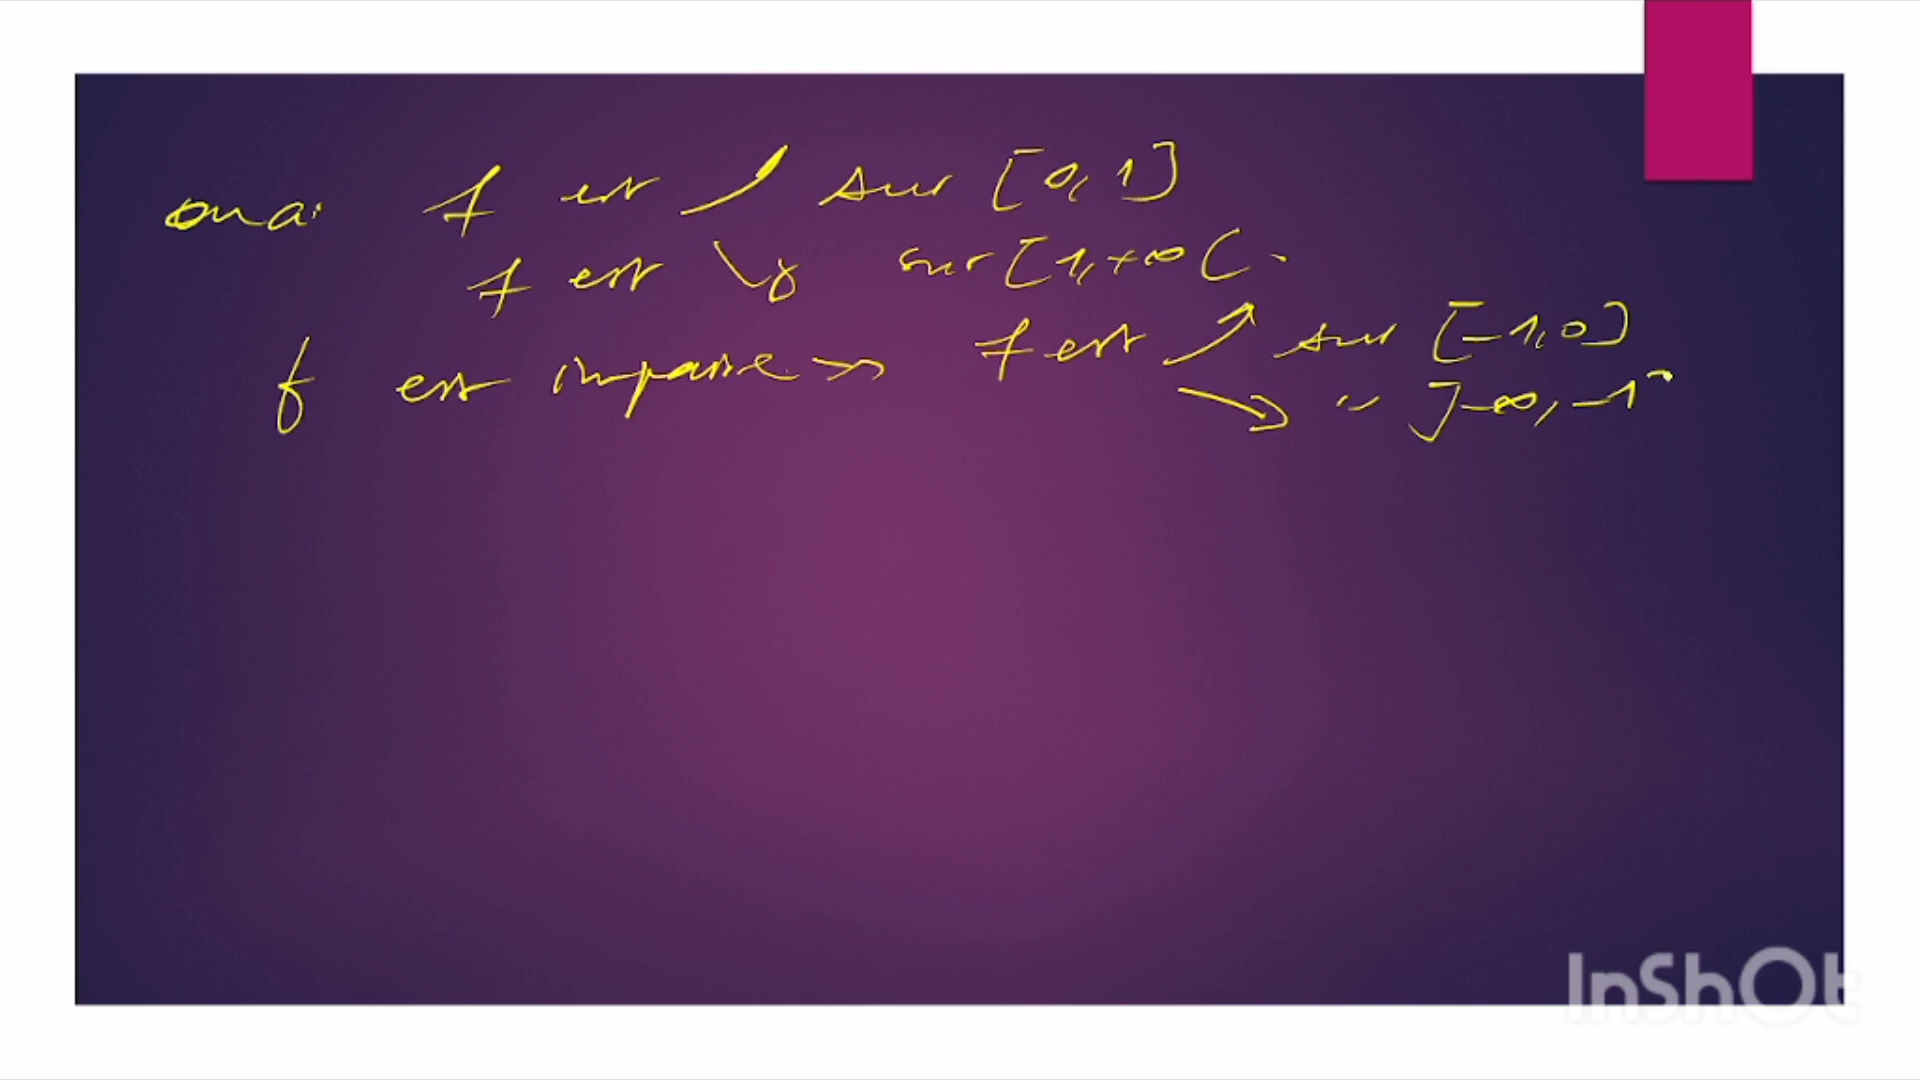 on a: f est ↗ sur [0,1]
f est ↘ sur [1,+∞[.
f est impaire => f est ↗ sur [-1,0]
↘ " ]-∞,-1
InShOt